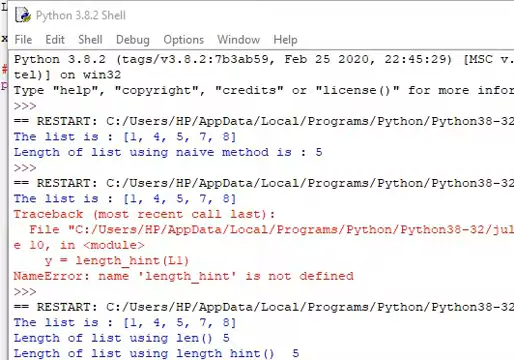 Python 3.8.2 Shell
File Edit Shell Debug Options Window Help
Python 3.8.2 (tags/v3.8.2:7b3ab59, Feb 25 2020, 22:45:29) [MSC v.
tel)] on win32
Type "help", "copyright", "credits" or "license()" for more infor
>>>
== RESTART: C:/Users/HP/AppData/Local/Programs/Python/Python38-32
The list is : [1, 4, 5, 7, 8]
Length of list using naive method is : 5
>>>
== RESTART: C:/Users/HP/AppData/Local/Programs/Python/Python38-32
The list is : [1, 4, 5, 7, 8]
Traceback (most recent call last):
File "C:/Users/HP/AppData/Local/Programs/Python/Python38-32/jul
e 10, in <module>
y = length_hint(L1)
NameError: name 'length_hint' is not defined
>>>
== RESTART: C:/Users/HP/AppData/Local/Programs/Python/Python38-32
The list is : [1, 4, 5, 7, 8]
Length of list using len() 5
Length of list using length hint() 5